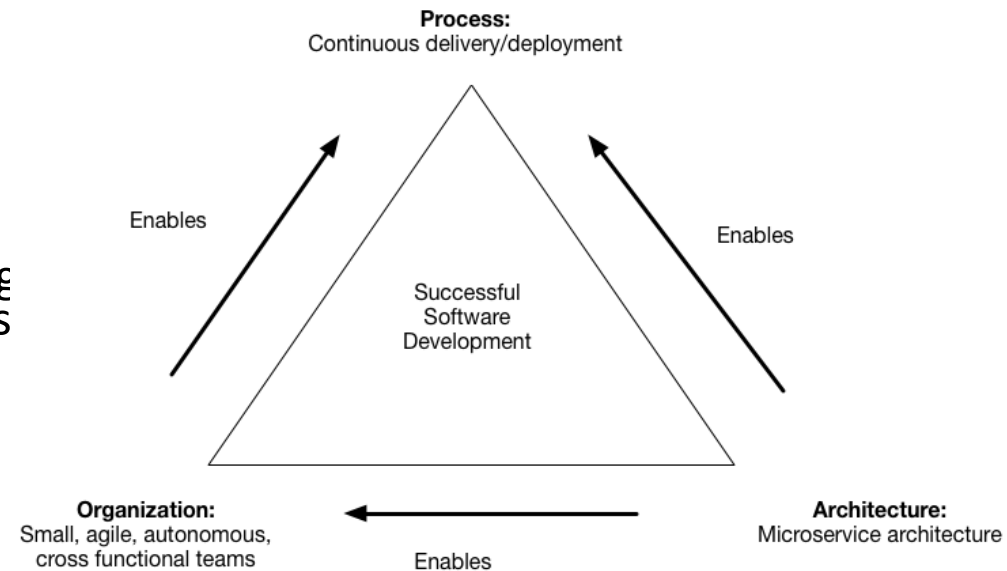 Process:
Continuous delivery/deployment
Enables
Enables
Successful
Software
Development
Organization:
Small, agile, autonomous,
cross functional teams
Enables
Architecture:
Microservice architecture